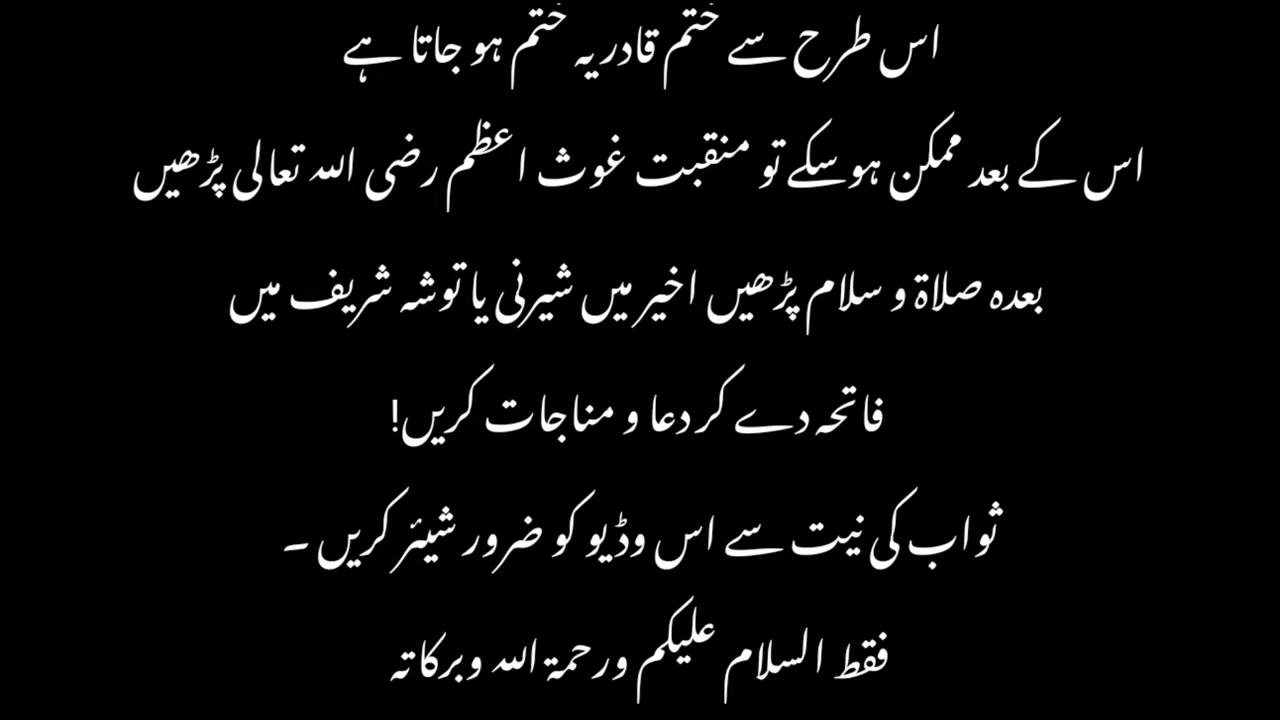 اس طرح سے ختم قادریہ ختم ہو جاتا ہے
اس کے بعد ممکن ہو سکے تو منقبت غوث اعظم رضی اللہ تعالی پڑھیں
بعدہ صلاۃ و سلام پڑھیں اخیر میں شیرنی یا توشہ شریف میں
فاتحہ دے کر دعا و مناجات کریں!
ثواب کی نیت سے اس وڈیو کو ضرور شیئر کریں ۔
فقط السلام علیکم ورحمۃ اللہ وبرکاتہ